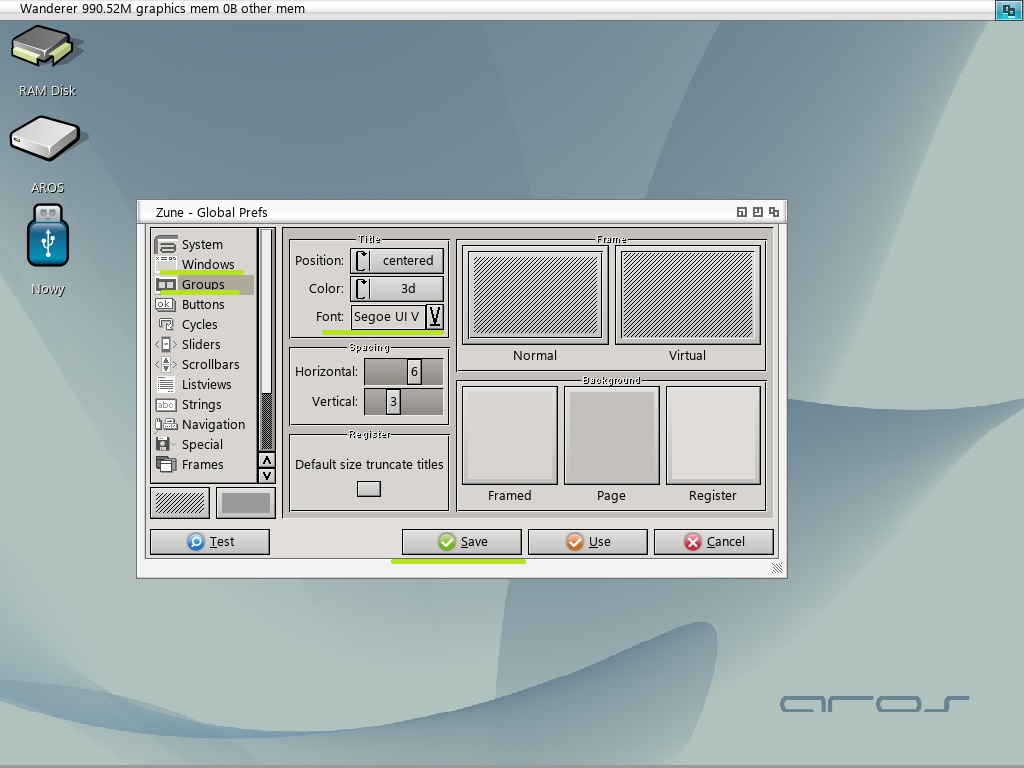 Wanderer 990.52M graphics mem 0B other mem
RAM Disk
AROS
Nowy
Zune - Global Prefs
System
Windows
Groups
Buttons
Cycles
Sliders
Scrollbars
Listviews
abc Strings
Navigation
Special
Frames
ok
Title
Position: centered
Color: 3d
Font: Segoe UI V
Spacing
Horizontal: 6
Vertical: 3
Register
Default size truncate titles
Frame
Normal Virtual
Background
Framed Page Register
Test Save Use Cancel
aros